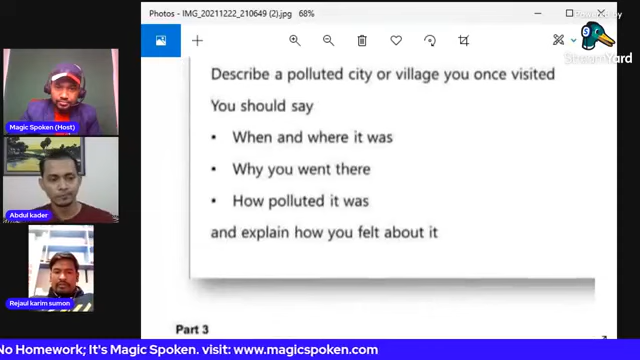 Photos - IMG_20211222_210649 (2).jpg   68%
Powered by
StreamYard
Describe a polluted city or village you once visited
You should say
• When and where it was
• Why you went there
• How polluted it was
and explain how you felt about it
Part 3
Magic Spoken (Host)
Abdul kader
Rejaul karim sumon
No Homework; It's Magic Spoken. visit: www.magicspoken.com